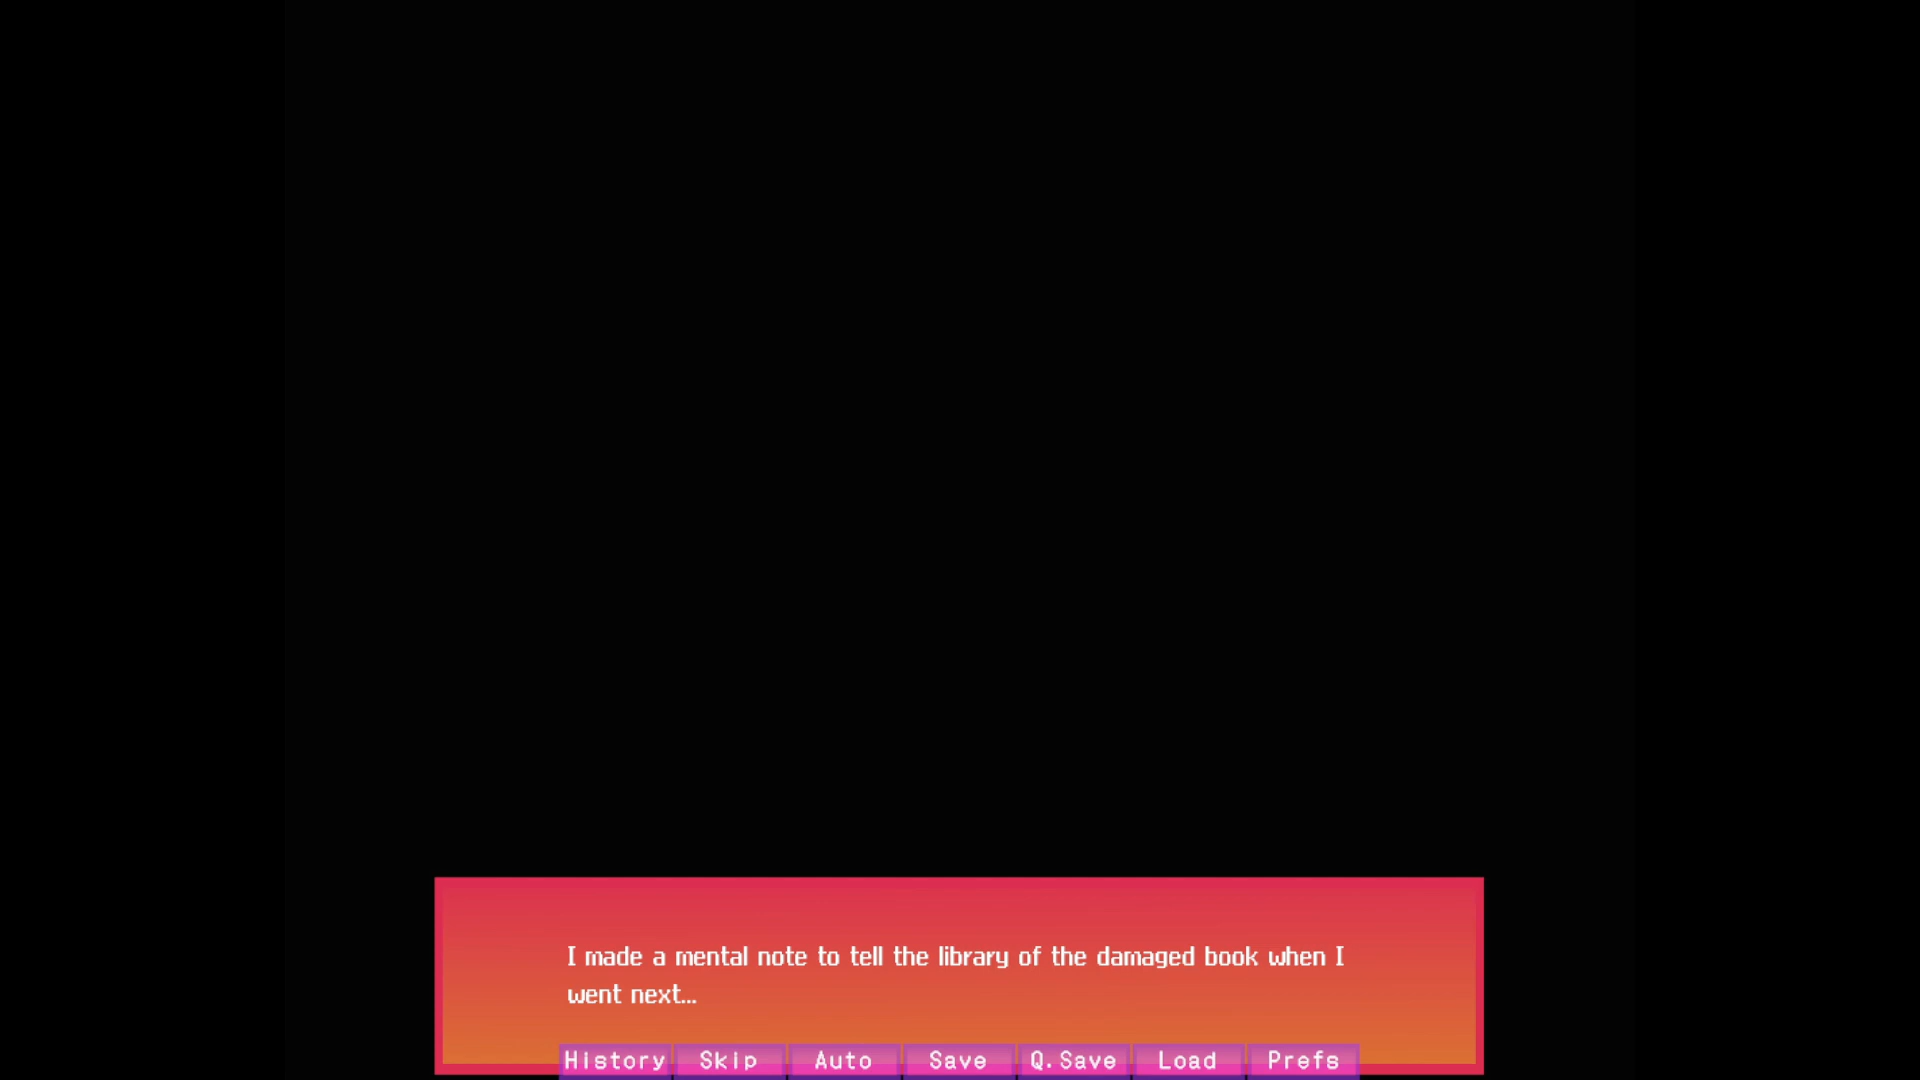 I made a mental note to tell the library of the damaged book when I
went next...
History Skip Auto Save Q.Save Load Prefs